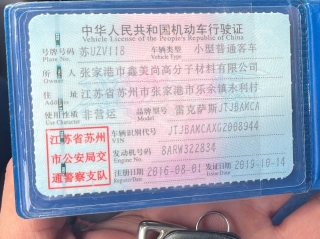 中华人民共和国机动车行驶证
Vehicle License of the People's Republic of China
号牌号码 苏UZV118 车辆类型 小型普通客车
Plate No. Vehicle Type
所有人 张家港市鑫美尚高分子材料有限公司
Owner
住址 江苏省苏州市张家港市乐余镇永利村
Address
使用性质 非营运 品牌型号 雷克萨斯JTJBAMCA
Use Character Model
江苏省苏州市公安局交通警察支队
车辆识别代号 JTJBAMCAXG2008944
VIN
发动机号码 8ARW322834
Engine No.
注册日期 2016-08-01 发证日期 2019-10-14
Register Date Issue Date